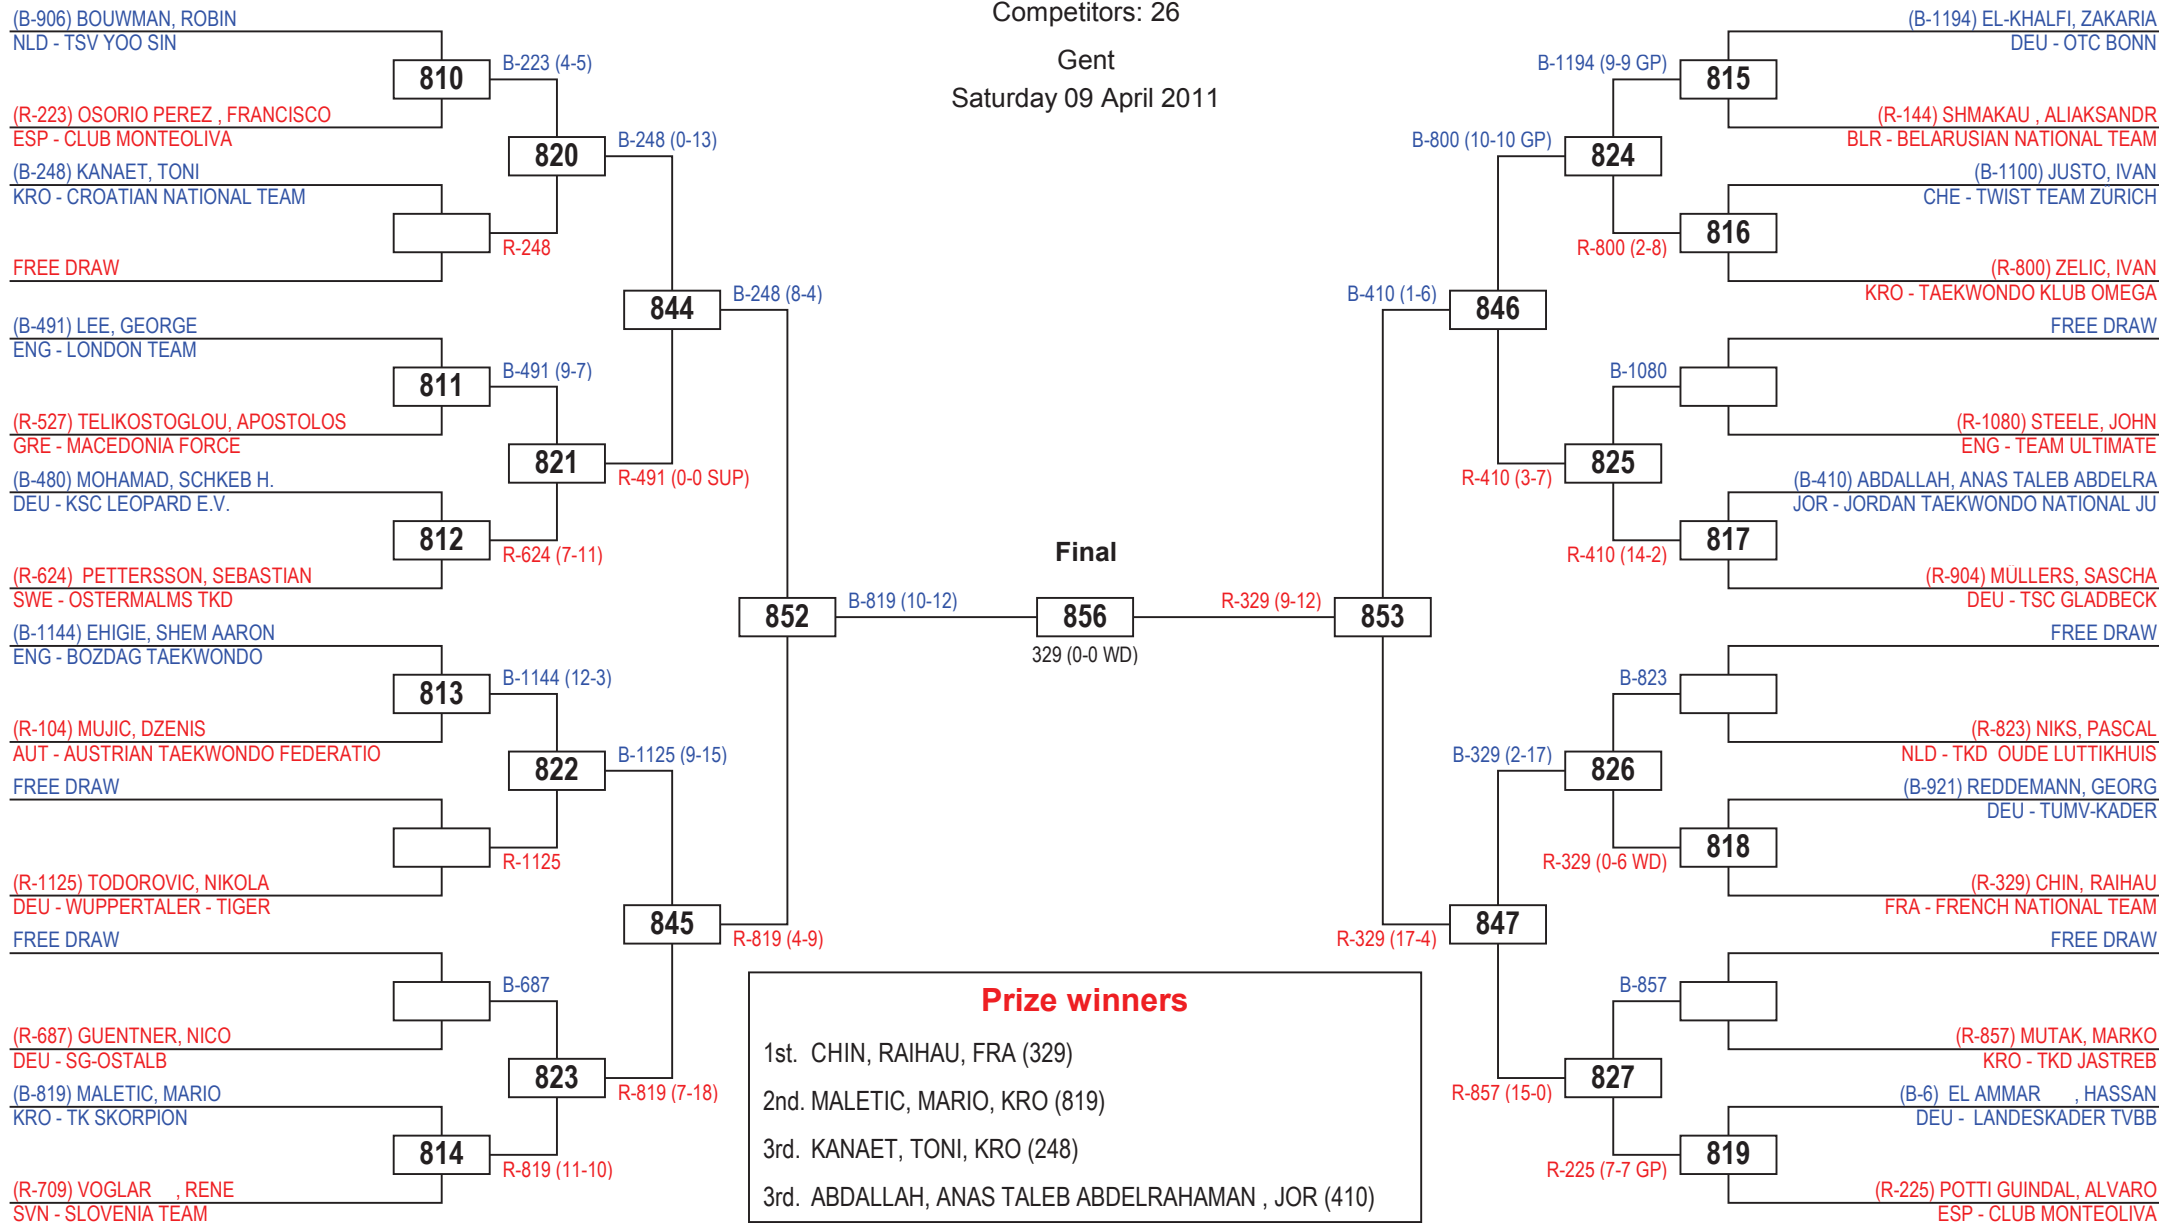 Competitors: 26
Gent
Saturday 09 April 2011
(B-906) BOUWMAN, ROBIN
NLD - TSV YOO SIN
810
B-223 (4-5)
(R-223) OSORIO PEREZ , FRANCISCO
ESP - CLUB MONTEOLIVA
820
B-248 (0-13)
(B-248) KANAET, TONI
KRO - CROATIAN NATIONAL TEAM
R-248
FREE DRAW
844
B-248 (8-4)
(B-491) LEE, GEORGE
ENG - LONDON TEAM
811
B-491 (9-7)
(R-527) TELIKOSTOGLOU, APOSTOLOS
GRE - MACEDONIA FORCE
821
R-491 (0-0 SUP)
(B-480) MOHAMAD, SCHKEB H.
DEU - KSC LEOPARD E.V.
812
R-624 (7-11)
(R-624) PETTERSSON, SEBASTIAN
SWE - OSTERMALMS TKD
852
B-819 (10-12)
(B-1144) EHIGIE, SHEM AARON
ENG - BOZDAG TAEKWONDO
813
B-1144 (12-3)
(R-104) MUJIC, DZENIS
AUT - AUSTRIAN TAEKWONDO FEDERATIO
822
B-1125 (9-15)
FREE DRAW
R-1125
(R-1125) TODOROVIC, NIKOLA
DEU - WUPPERTALER - TIGER
845
R-819 (4-9)
FREE DRAW
B-687
(R-687) GUENTNER, NICO
DEU - SG-OSTALB
823
R-819 (7-18)
(B-819) MALETIC, MARIO
KRO - TK SKORPION
814
R-819 (11-10)
(R-709) VOGLAR , RENE
SVN - SLOVENIA TEAM
Final
856
329 (0-0 WD)
(B-1194) EL-KHALFI, ZAKARIA
DEU - OTC BONN
B-1194 (9-9 GP)
815
(R-144) SHMAKAU , ALIAKSANDR
BLR - BELARUSIAN NATIONAL TEAM
B-800 (10-10 GP)
824
(B-1100) JUSTO, IVAN
CHE - TWIST TEAM ZÜRICH
R-800 (2-8)
816
(R-800) ZELIC, IVAN
KRO - TAEKWONDO KLUB OMEGA
B-410 (1-6)
846
FREE DRAW
B-1080
(R-1080) STEELE, JOHN
ENG - TEAM ULTIMATE
R-410 (3-7)
825
(B-410) ABDALLAH, ANAS TALEB ABDELRA
JOR - JORDAN TAEKWONDO NATIONAL JU
R-410 (14-2)
817
(R-904) MÜLLERS, SASCHA
DEU - TSC GLADBECK
R-329 (9-12)
853
FREE DRAW
B-823
(R-823) NIKS, PASCAL
NLD - TKD OUDE LUTTIKHUIS
B-329 (2-17)
826
(B-921) REDDEMANN, GEORG
DEU - TUMV-KADER
R-329 (0-6 WD)
818
(R-329) CHIN, RAIHAU
FRA - FRENCH NATIONAL TEAM
R-329 (17-4)
847
FREE DRAW
B-857
(R-857) MUTAK, MARKO
KRO - TKD JASTREB
R-857 (15-0)
827
(B-6) EL AMMAR , HASSAN
DEU - LANDESKADER TVBB
R-225 (7-7 GP)
819
(R-225) POTTI GUINDAL, ALVARO
ESP - CLUB MONTEOLIVA
Prize winners
1st. CHIN, RAIHAU, FRA (329)
2nd. MALETIC, MARIO, KRO (819)
3rd. KANAET, TONI, KRO (248)
3rd. ABDALLAH, ANAS TALEB ABDELRAHAMAN , JOR (410)